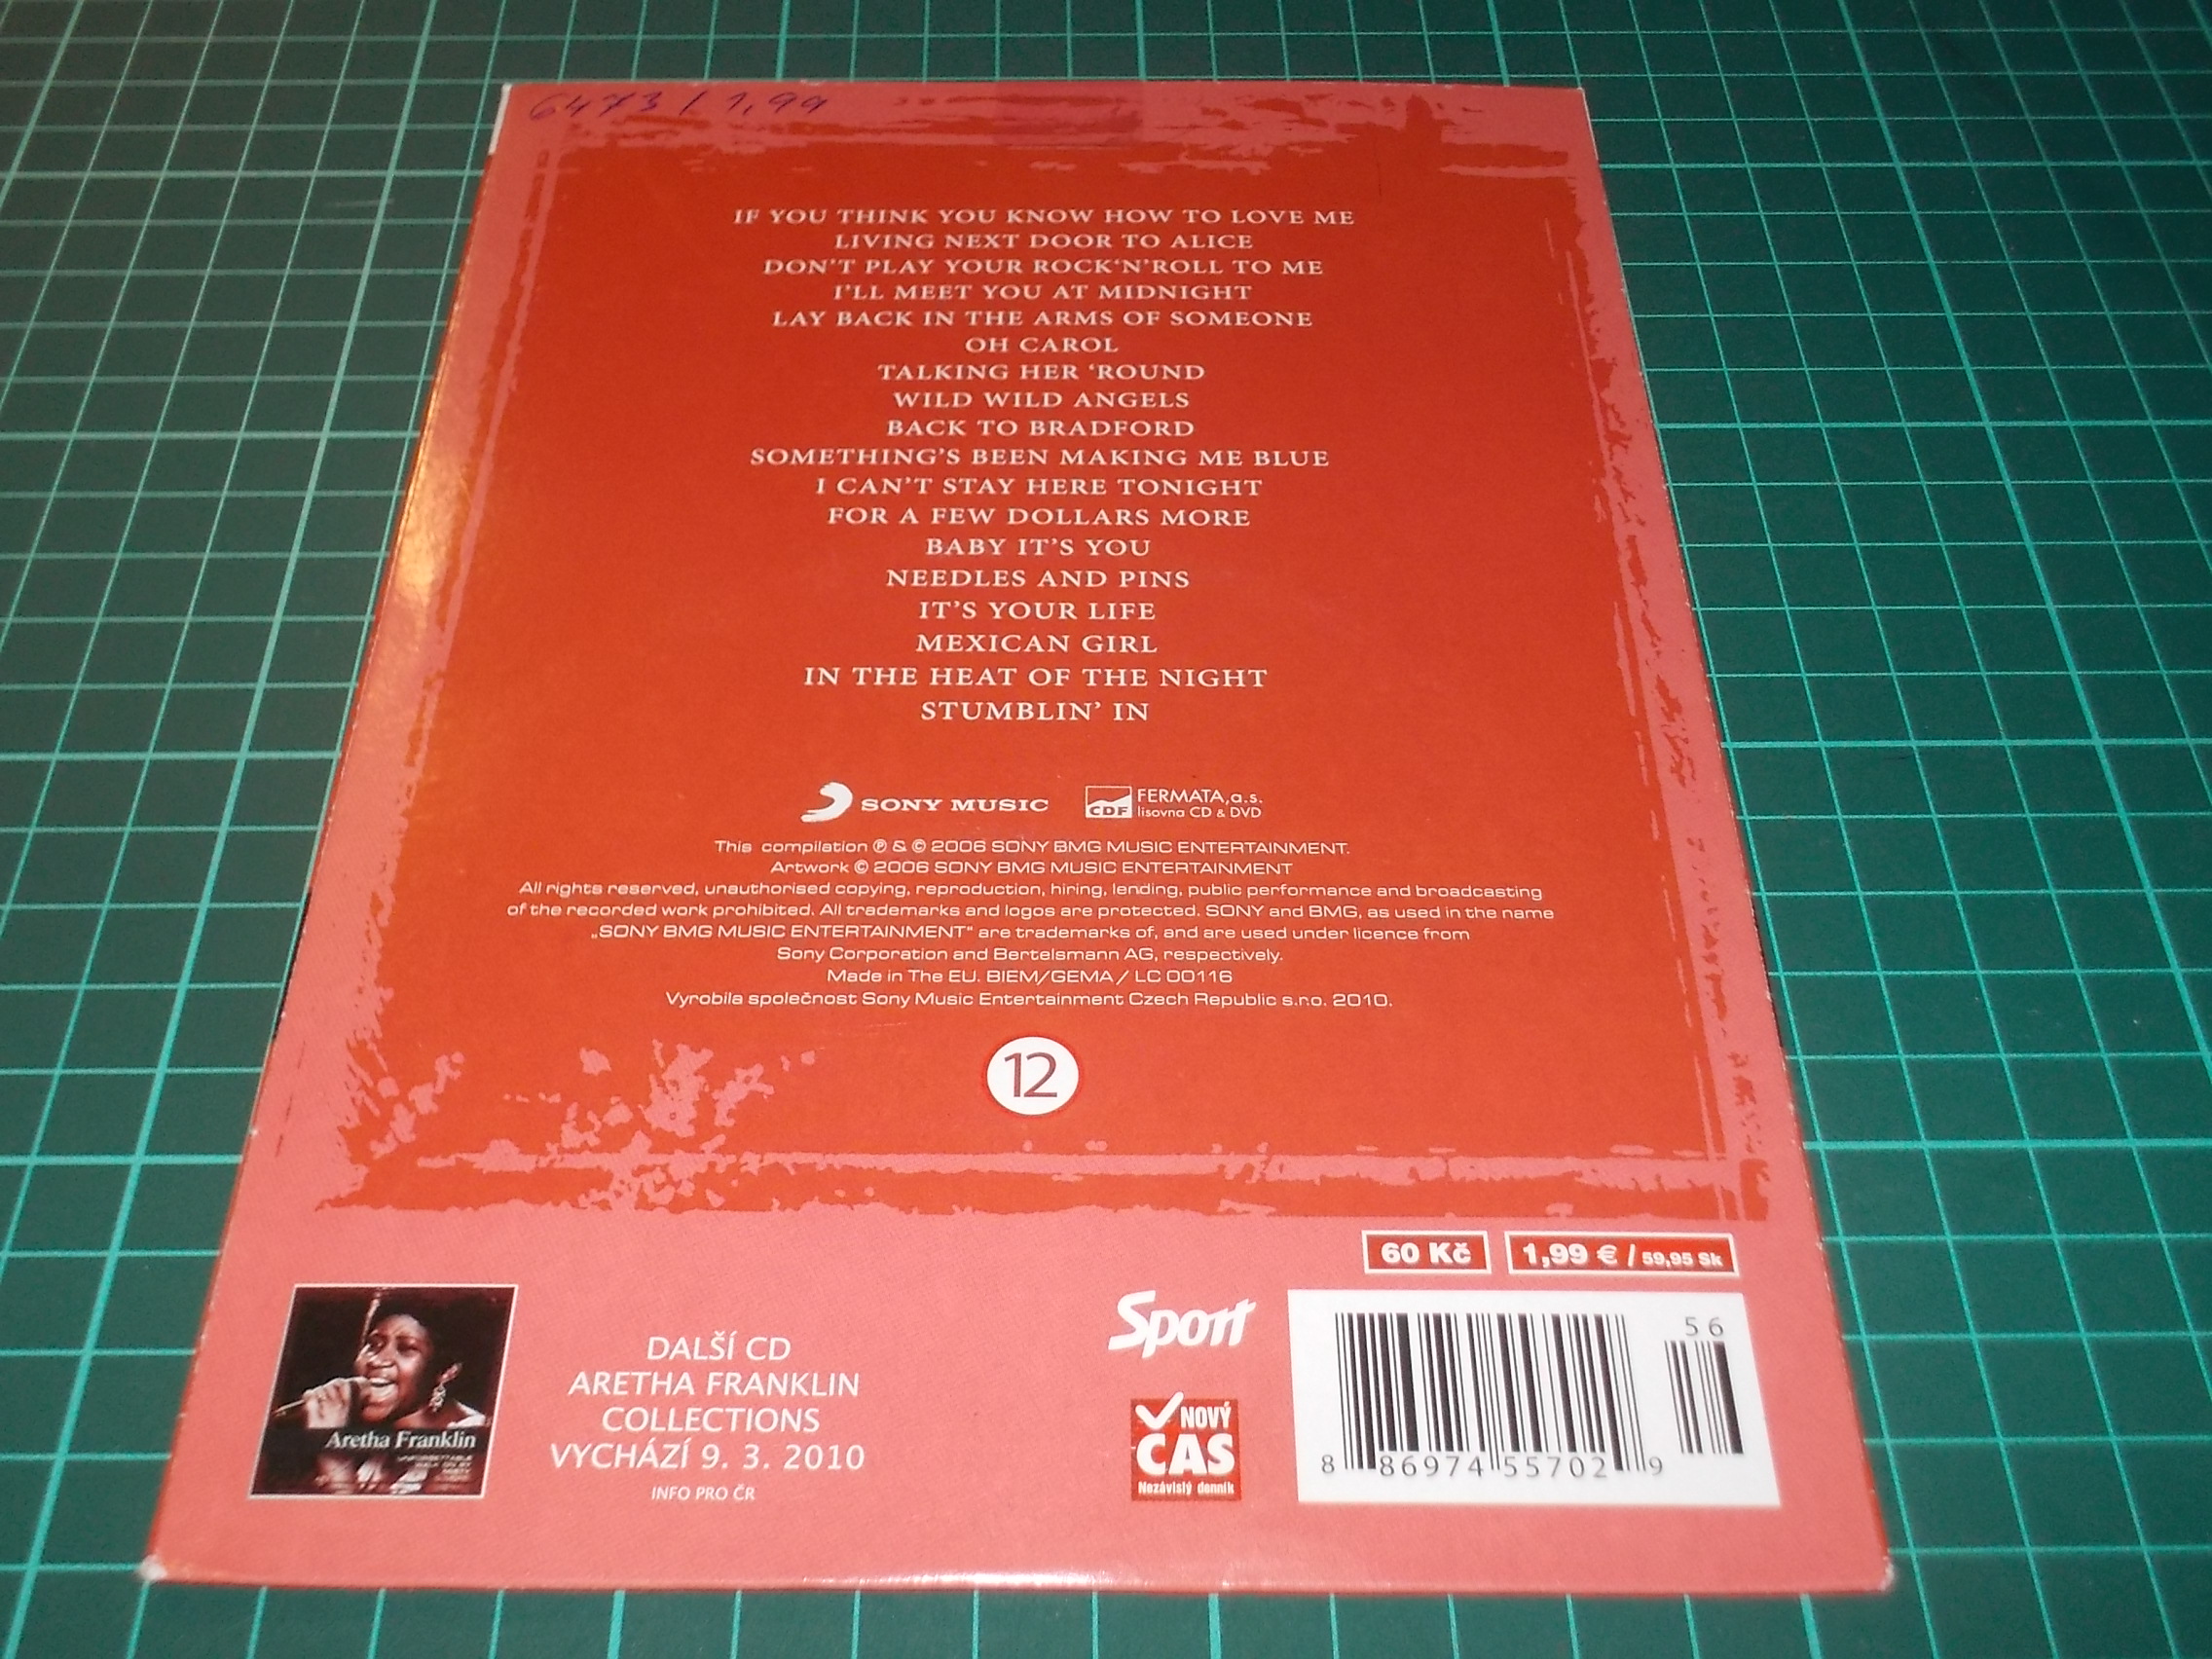 6473 / 1,99
IF YOU THINK YOU KNOW HOW TO LOVE ME
LIVING NEXT DOOR TO ALICE
DON'T PLAY YOUR ROCK'N'ROLL TO ME
I'LL MEET YOU AT MIDNIGHT
LAY BACK IN THE ARMS OF SOMEONE
OH CAROL
TALKING HER 'ROUND
WILD WILD ANGELS
BACK TO BRADFORD
SOMETHING'S BEEN MAKING ME BLUE
I CAN'T STAY HERE TONIGHT
FOR A FEW DOLLARS MORE
BABY IT'S YOU
NEEDLES AND PINS
IT'S YOUR LIFE
MEXICAN GIRL
IN THE HEAT OF THE NIGHT
STUMBLIN' IN
SONY MUSIC
CDF FERMATA,a.s.
lisovna CD & DVD
This compilation ℗ & © 2006 SONY BMG MUSIC ENTERTAINMENT.
Artwork © 2006 SONY BMG MUSIC ENTERTAINMENT
All rights reserved, unauthorised copying, reproduction, hiring, lending, public performance and broadcasting
of the recorded work prohibited. All trademarks and logos are protected. SONY and BMG, as used in the name
„SONY BMG MUSIC ENTERTAINMENT" are trademarks of, and are used under licence from
Sony Corporation and Bertelsmann AG, respectively.
Made in The EU. BIEM/GEMA / LC 00116
Vyrobila společnost Sony Music Entertainment Czech Republic s.r.o. 2010.
12
60 Kč
1,99 € / 59,95 Sk
Aretha Franklin
DALŠÍ CD
ARETHA FRANKLIN
COLLECTIONS
VYCHÁZÍ 9. 3. 2010
INFO PRO ČR
Sport
NOVÝ
ČAS
Nezávislý denník
56
8 86974 55702 9